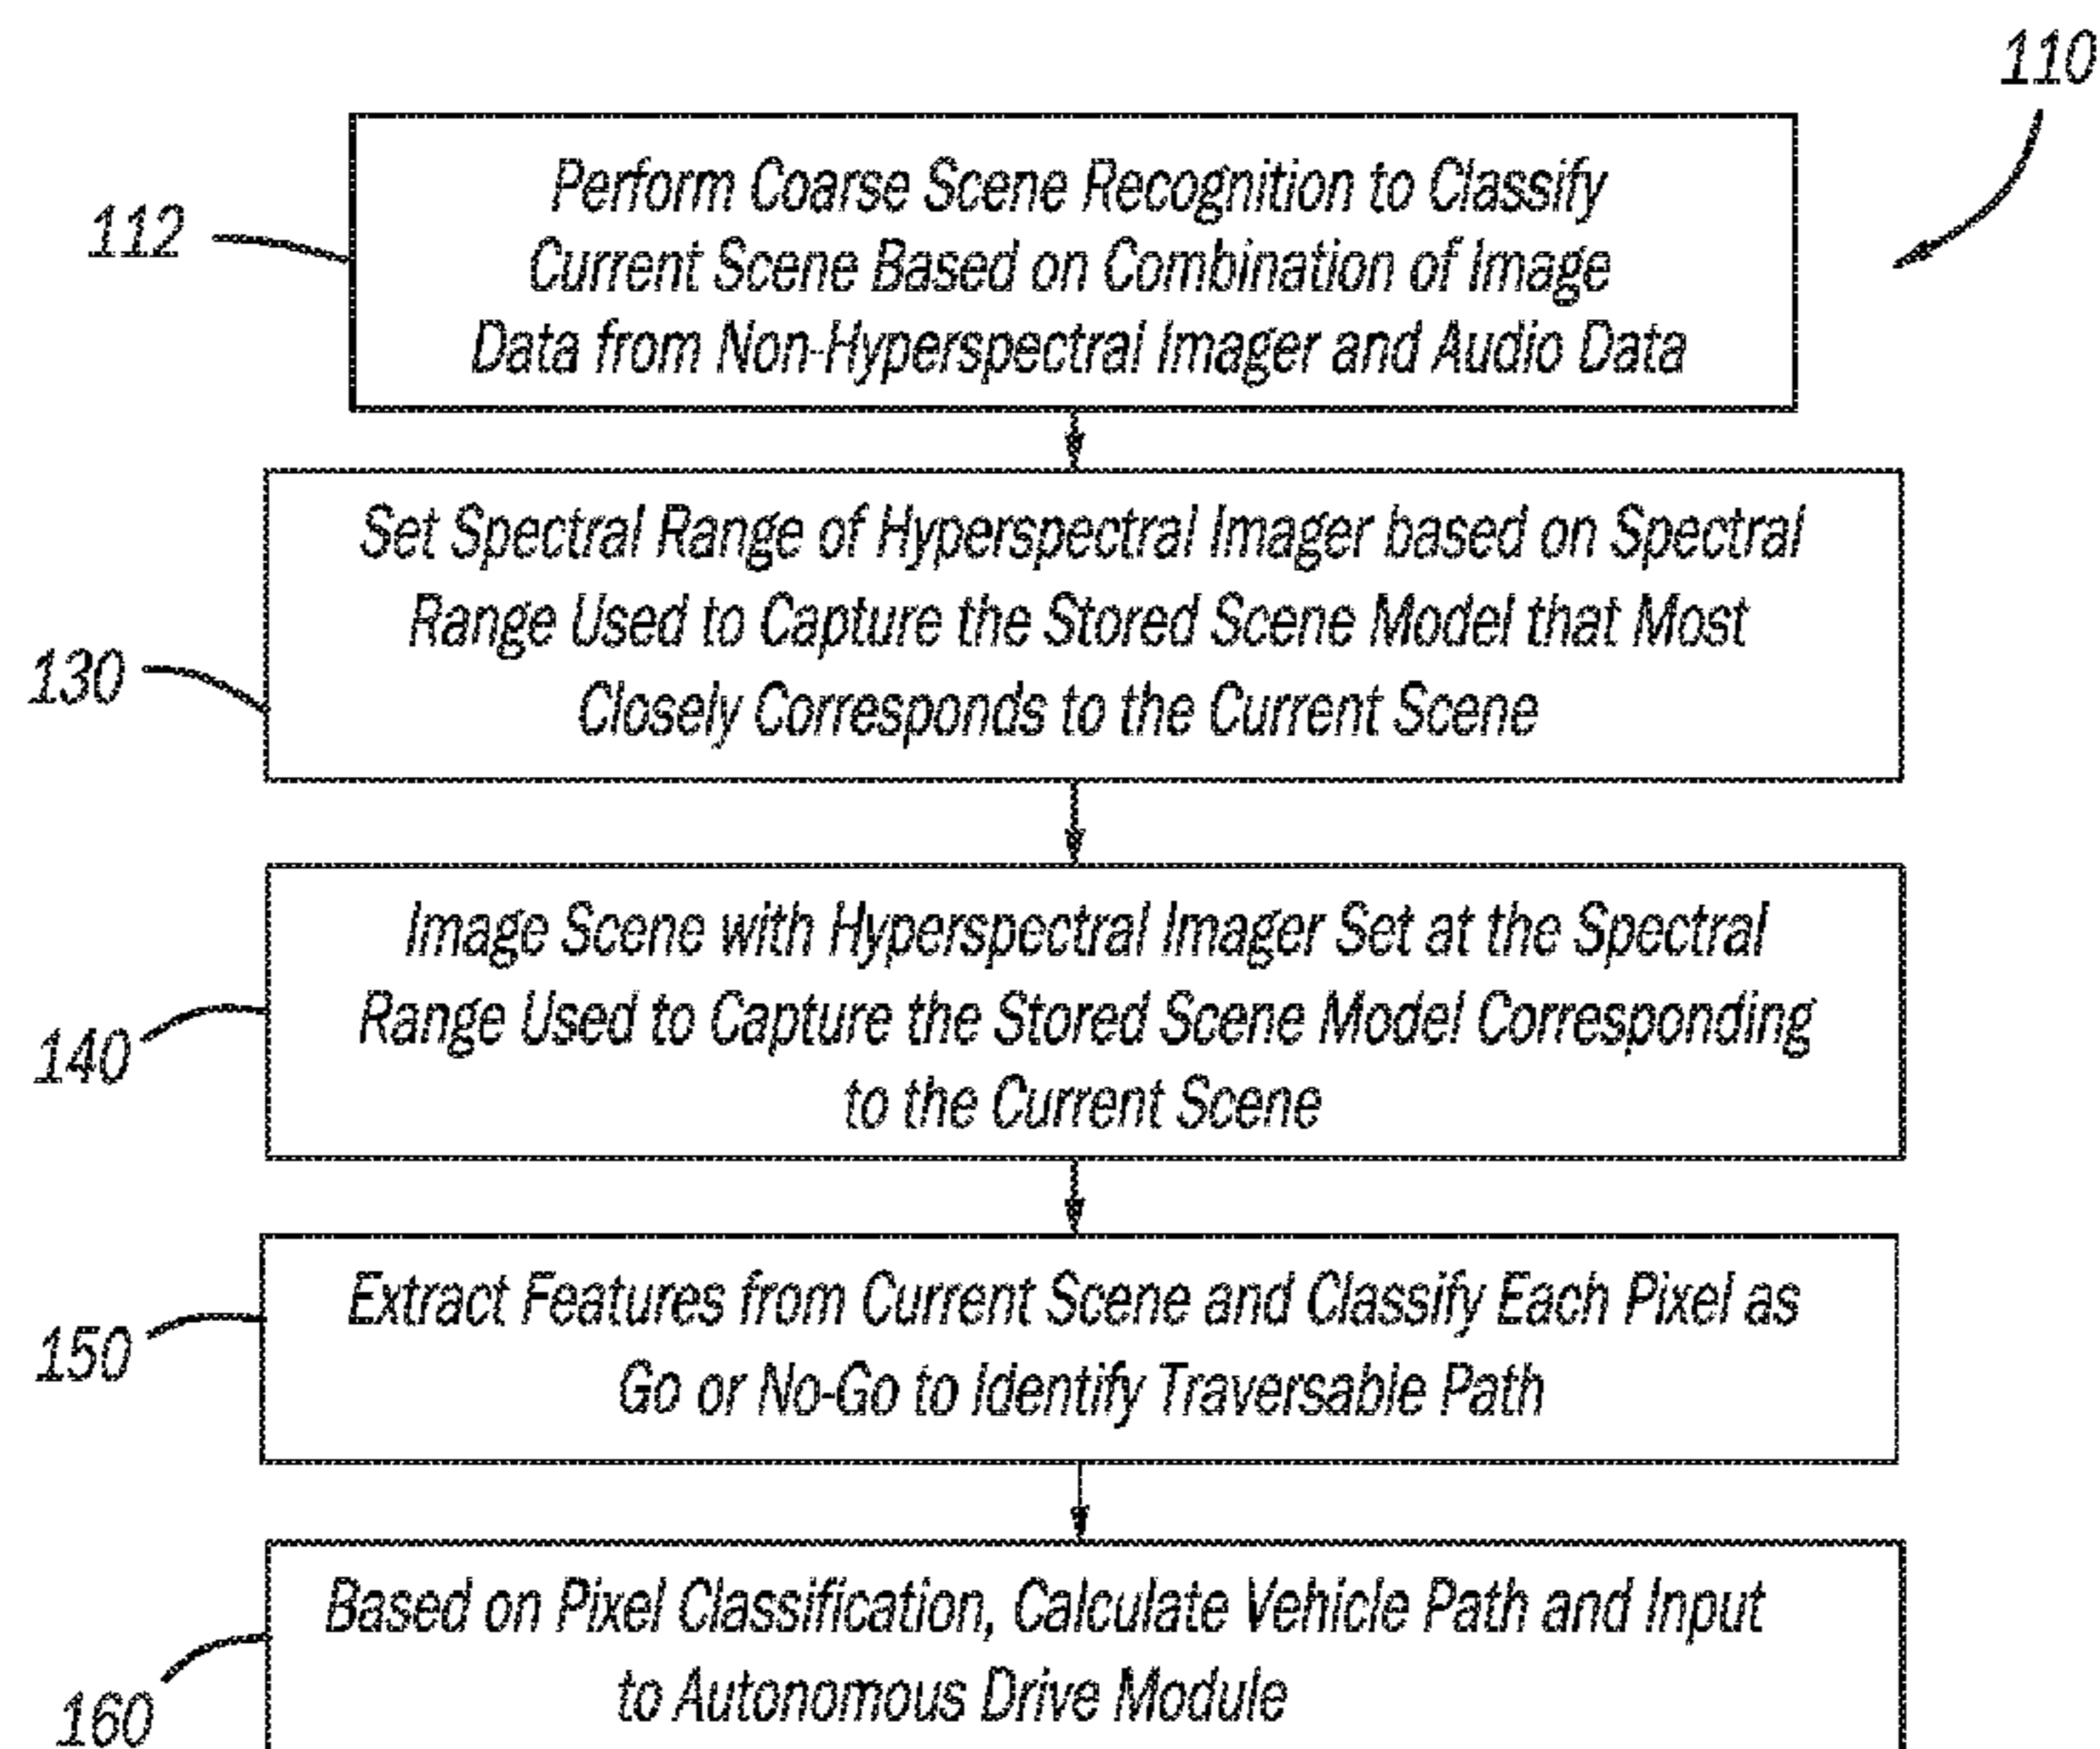 110
112
Perform Coarse Scene Recognition to Classify
Current Scene Based on Combination of Image
Data from Non-Hyperspectral Imager and Audio Data
130
Set Spectral Range of Hyperspectral Imager based on Spectral
Range Used to Capture the Stored Scene Model that Most
Closely Corresponds to the Current Scene
140
Image Scene with Hyperspectral Imager Set at the Spectral
Range Used to Capture the Stored Scene Model Corresponding
to the Current Scene
150
Extract Features from Current Scene and Classify Each Pixel as
Go or No-Go to Identify Traversable Path
160
Based on Pixel Classification, Calculate Vehicle Path and Input
to Autonomous Drive Module